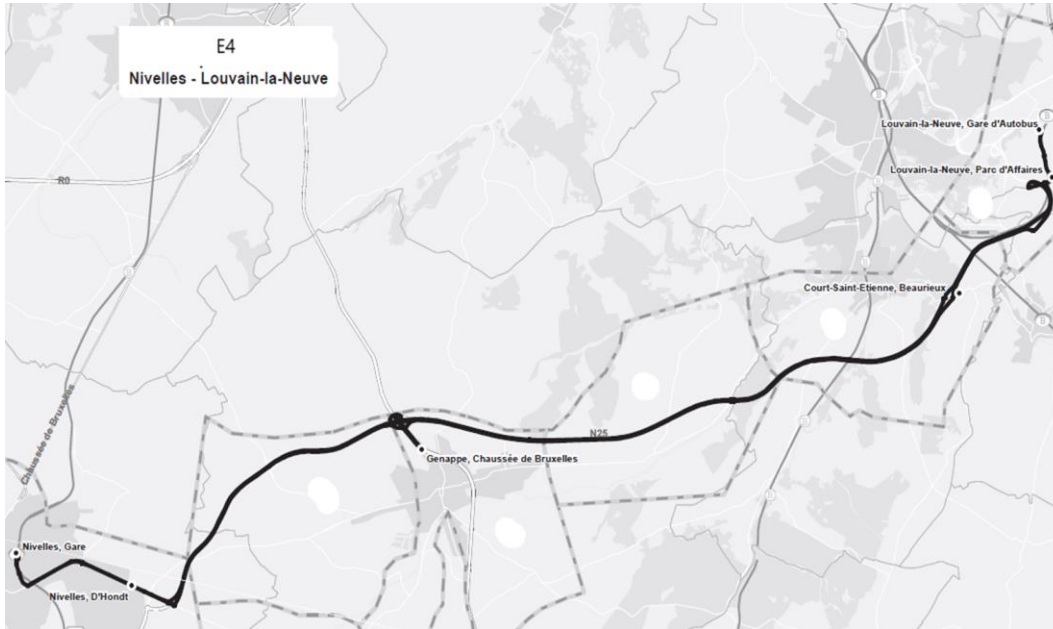 E4
Nivelles - Louvain-la-Neuve
Louvain-la-Neuve, Gare d'Autobus
Louvain-la-Neuve, Parc d'Affaires
R0
Court-Saint-Etienne, Beaurieux
Chaussée de Bruxelles
N25
Genappe, Chaussée de Bruxelles
Nivelles, Gare
Nivelles, D'Hondt